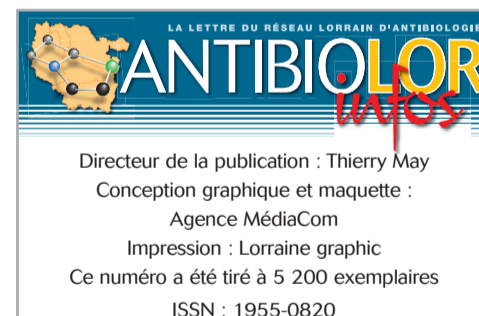 LA LETTRE DU RÉSEAU LORRAIN D'ANTIBIOLOGIE
ANTIBIOLOR
infos
Directeur de la publication : Thierry May
Conception graphique et maquette :
Agence MédiaCom
Impression : Lorraine graphic
Ce numéro a été tiré à 5 200 exemplaires
ISSN : 1955-0820